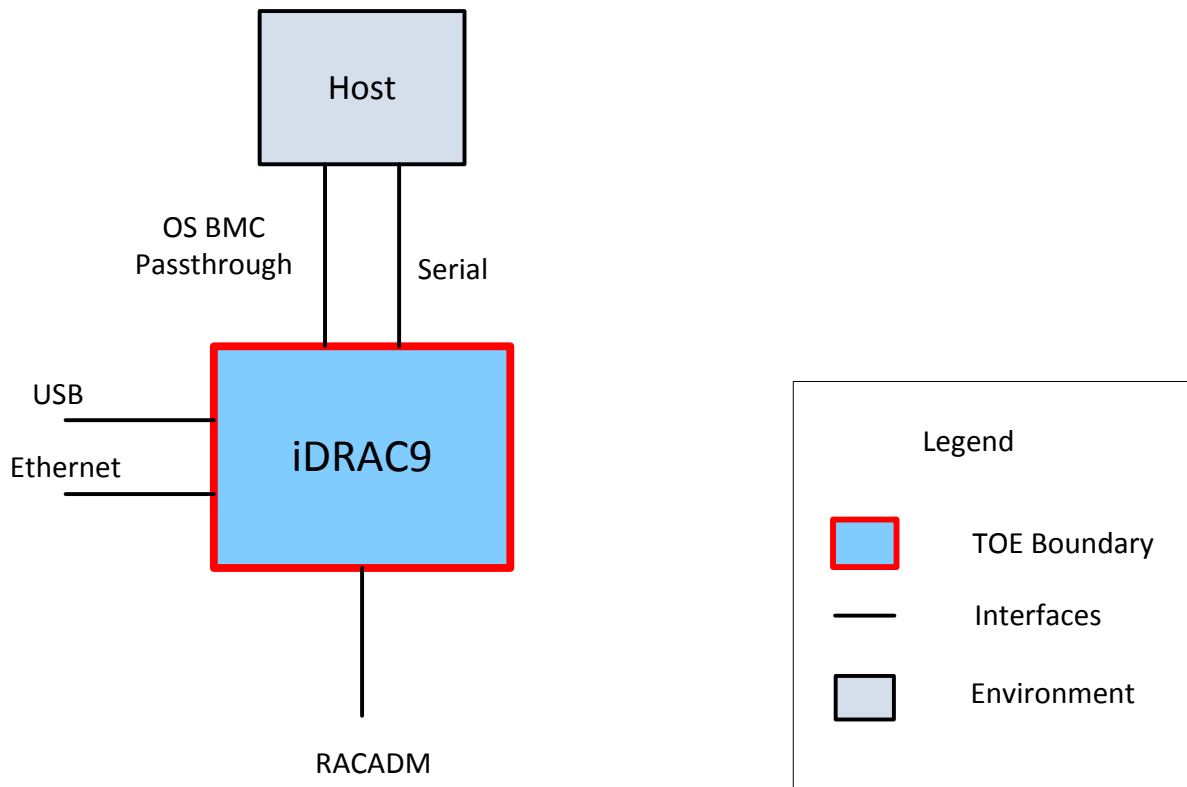 Host
OS BMC
Passthrough
Serial
USB
Ethernet
iDRAC9
RACADM
Legend
TOE Boundary
Interfaces
Environment